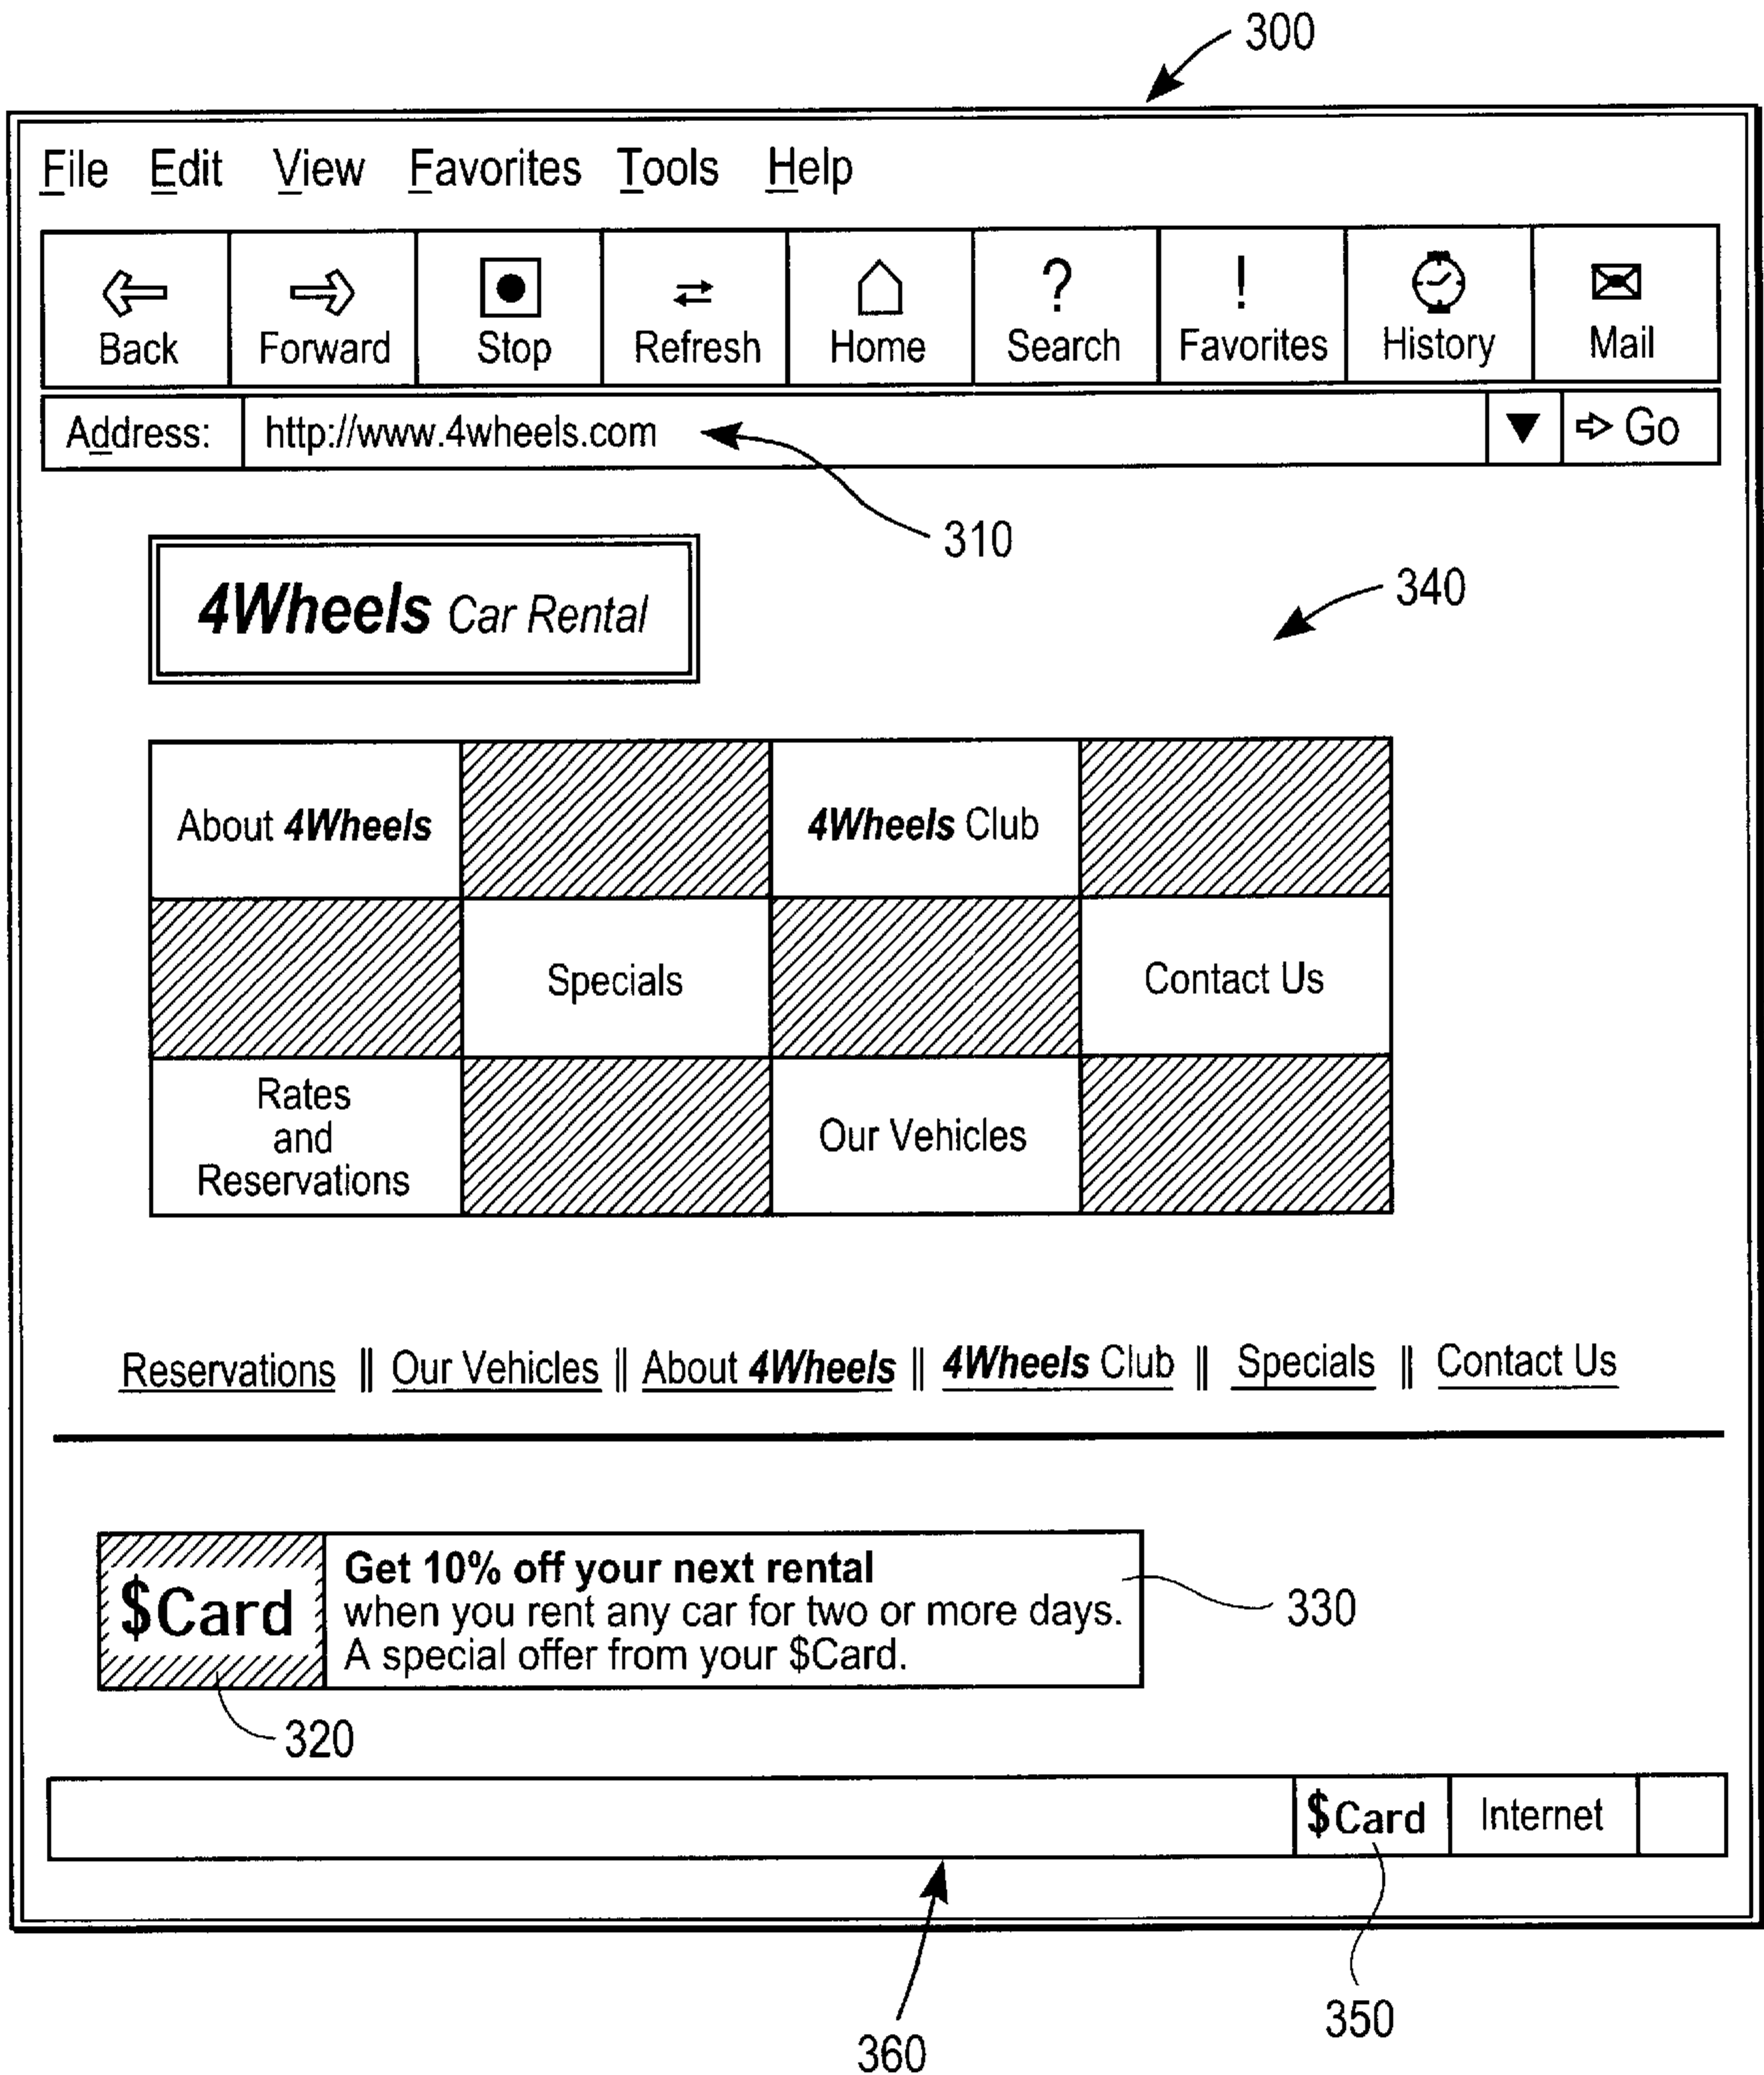 300
File Edit View Favorites Tools Help
Back Forward Stop Refresh Home Search Favorites History Mail
Address: http://www.4wheels.com Go
310
4Wheels Car Rental
340
About 4Wheels 4Wheels Club
Specials Contact Us
Rates
and
Reservations
Our Vehicles
Reservations || Our Vehicles || About 4Wheels || 4Wheels Club || Specials || Contact Us
$Card
Get 10% off your next rental
when you rent any car for two or more days.
A special offer from your $Card.
330
320
$Card Internet
350
360